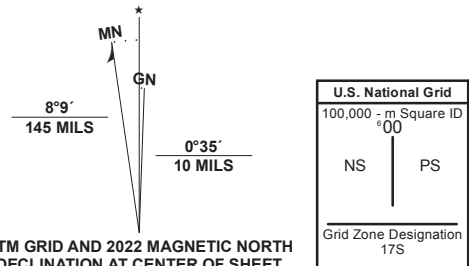 ★
MN
GN
8°9´
145 MILS
0°35´
10 MILS
TM GRID AND 2022 MAGNETIC NORTH
DECLINATION AT CENTER OF SHEET
U.S. National Grid
100,000 - m Square ID
⁶00
NS
PS
Grid Zone Designation
17S